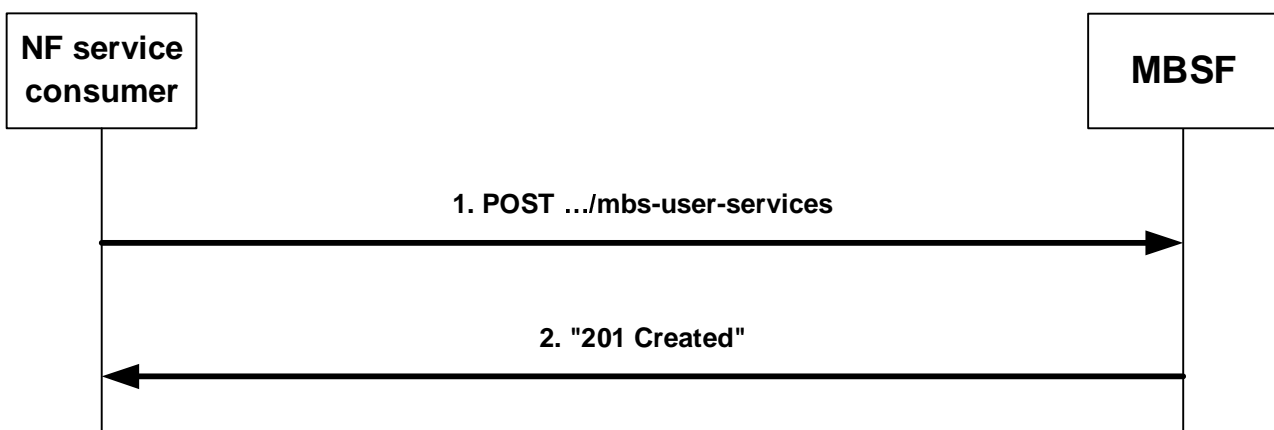 NF service
consumer
MBSF
1. POST …/mbs-user-services
2. "201 Created"